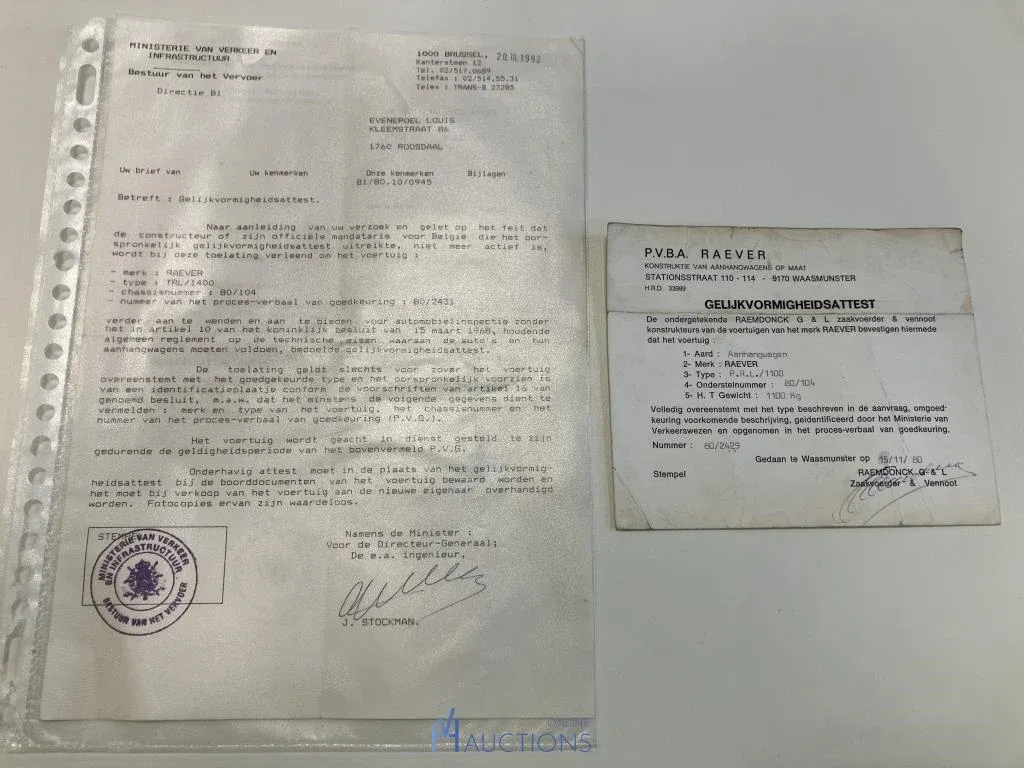 MINISTERIE VAN VERKEER EN
INFRASTRUCTUUR
Bestuur van het Vervoer
Directie B1
1000 BRUSSEL, 20.III.1992
Kantersteen 12
Tel. 02/517.0689
Telefax : 02/514.55.31
Telex : TRANS-B 23285
EVENEPOEL LOUIS
KLEEMSTRAAT 86
1760 ROOSDAAL
Uw brief van Uw kenmerken Onze kenmerken Bijlagen
B1/80.10/0945
Betreft : Gelijkvormigheidsattest.
Naar aanleiding van uw verzoek en gelet op het feit dat
de constructeur of zijn officiële mandataris voor België die het oor-
spronkelijk gelijkvormigheidsattest uitreikte, niet meer actief is,
wordt bij deze toelating verleend om het voertuig :
- merk : RAEVER
- type : TRL/1400
- chassisnummer : 80/104
- nummer van het proces-verbaal van goedkeuring : 80/2431
verder aan te wenden en aan te bieden voor automobielinspectie zonder
het in artikel 10 van het koninklijk besluit van 15 maart 1968, houdende
algemeen reglement op de technische eisen waaraan de auto's en hun
aanhangwagens moeten voldoen, bedoelde gelijkvormigheidsattest.
De toelating geldt slechts voor zover het voertuig
overeenstemt met het goedgekeurde type en het oorspronkelijk voorzien is
van een identificatieplaatje conform de voorschriften van artikel 16 van
genoemd besluit, m.a.w. dat het minstens de volgende gegevens dient te
vermelden : merk en type van het voertuig, het chassisnummer en het
nummer van het proces-verbaal van goedkeuring (P.V.G.).
Het voertuig wordt geacht in dienst gesteld te zijn
gedurende de geldigheidsperiode van het bovenvermeld P.V.G.
Onderhavig attest moet in de plaats van het gelijkvormig-
heidsattest bij de boorddocumenten van het voertuig bewaard worden en
het moet bij verkoop van het voertuig aan de nieuwe eigenaar overhandigd
worden. Fotocopies ervan zijn waardeloos.
STEMPEL
MINISTERIE VAN VERKEER
EN INFRASTRUCTUUR
BESTUUR VAN HET VERVOER
Namens de Minister :
Voor de Directeur-Generaal;
De e.a. ingenieur,
J. STOCKMAN.
P.V.B.A. RAEVER
KONSTRUKTIE VAN AANHANGWAGENS OP MAAT
STATIONSSTRAAT 110 - 114 - 9170 WAASMUNSTER
H.R.D. 33989
GELIJKVORMIGHEIDSATTEST
De ondergetekende RAEMDONCK G & L zaakvoerder & vennoot
konstrukteurs van de voertuigen van het merk RAEVER bevestigen hiermede
dat het voertuig :
1- Aard : Aanhangwagen
2- Merk : RAEVER
3- Type : P.R.L./1100
4- Onderstelnummer : 80/104
5- H. T Gewicht : 1100 Kg
Volledig overeenstemt met het type beschreven in de aanvraag, omgoed-
keuring voorkomende beschrijving, geidentificeerd door het Ministerie van
Verkeerswezen en opgenomen in het proces-verbaal van goedkeuring,
Nummer : 80/2429
Gedaan te Waasmunster op 15/11/ 80
Stempel RAEMDONCK G & L
Zaakvoerder & Vennoot
ONLINE
AUCTIONS